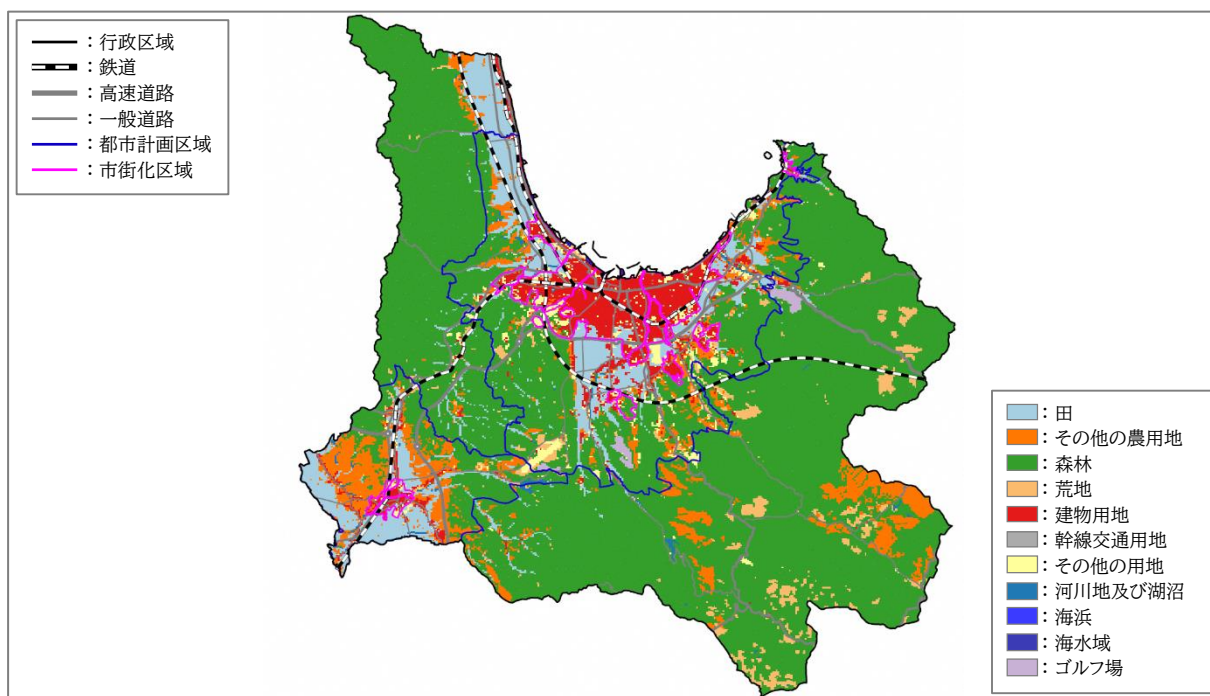 ：行政区域
：鉄道
：高速道路
：一般道路
：都市計画区域
：市街化区域
：田
：その他の農用地
：森林
：荒地
：建物用地
：幹線交通用地
：その他の用地
：河川地及び湖沼
：海浜
：海水域
：ゴルフ場